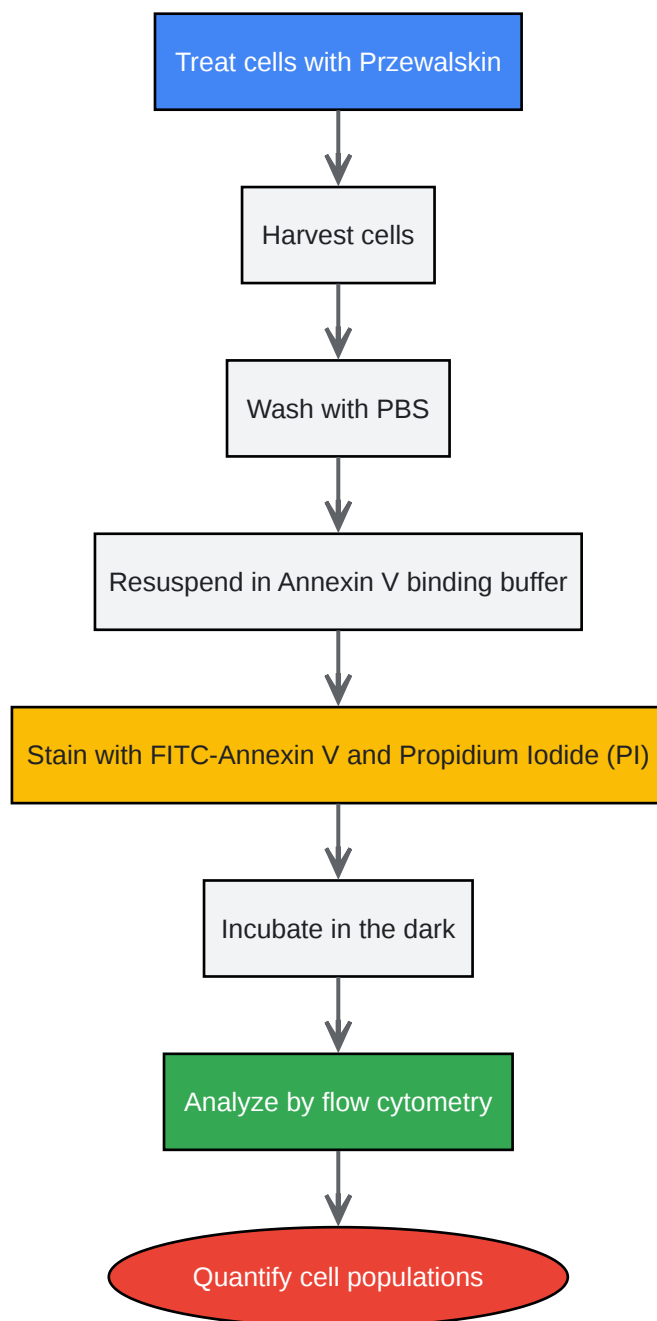 Treat cells with Przewalskin
Harvest cells
Wash with PBS
Resuspend in Annexin V binding buffer
Stain with FITC-Annexin V and Propidium Iodide (PI)
Incubate in the dark
Analyze by flow cytometry
Quantify cell populations